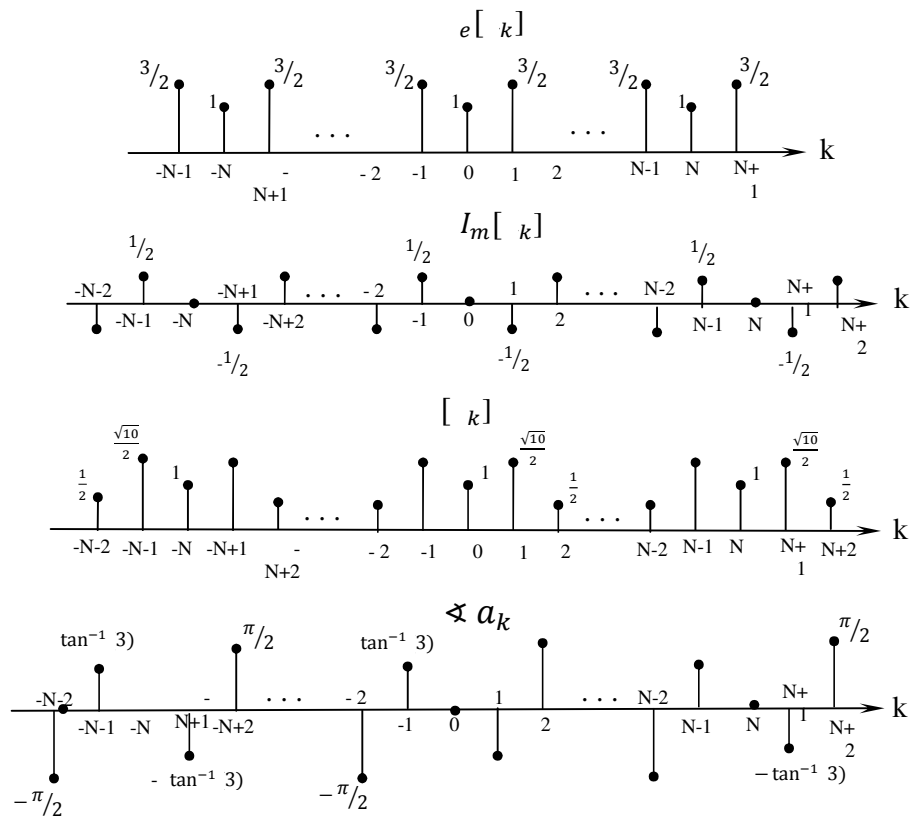 e[ k]
3/2 3/2 3/2 3/2 3/2 3/2
1 1 1
. . . . . .
k
-N-1 -N - - 2 -1 0 1 2 N-1 N N+
N+1 1
I_m[ k]
1/2 1/2 1/2
-N-2 -N+1 . . . - 2 1 . . . N-2 N+
k
-N-1 -N -N+2 -1 0 2 N-1 N 1 N+
2
-1/2 -1/2 -1/2
[ k]
√10/2 √10/2 √10/2
1/2 1 1 1/2 1 1/2
. . . . . .
k
-N-2 -N-1 -N -N+1 - - 2 -1 0 1 2 N-2 N-1 N N+ N+2
N+2 1
∢ a_k
tan⁻¹ 3) π/2 tan⁻¹ 3) π/2
-N-2 - . . . - 2 1 . . . N-2 N+
k
-N-1 -N N+1 -N+2 -1 0 2 N-1 N 1 N+
2
- tan⁻¹ 3) −tan⁻¹ 3)
−π/2 −π/2